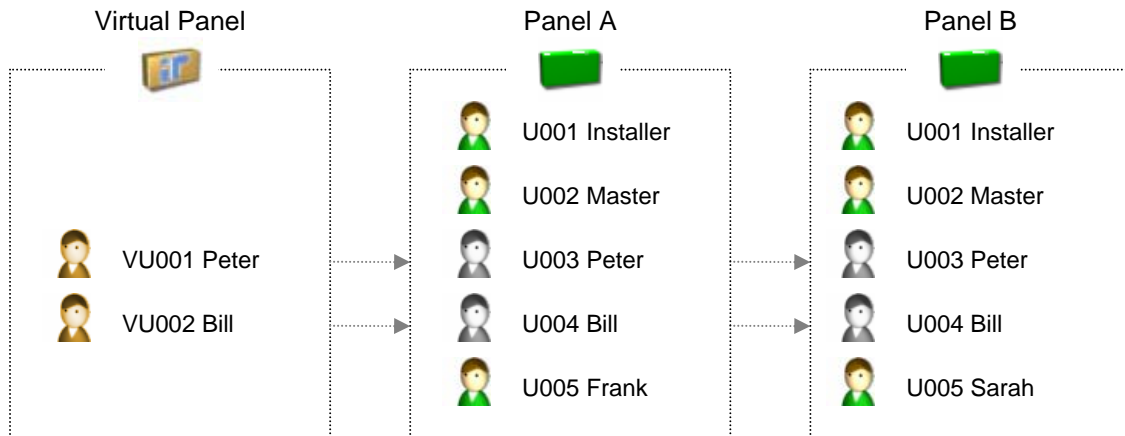 Virtual Panel
Panel A
Panel B
U001 Installer
U001 Installer
U002 Master
U002 Master
VU001 Peter
U003 Peter
U003 Peter
VU002 Bill
U004 Bill
U004 Bill
U005 Frank
U005 Sarah